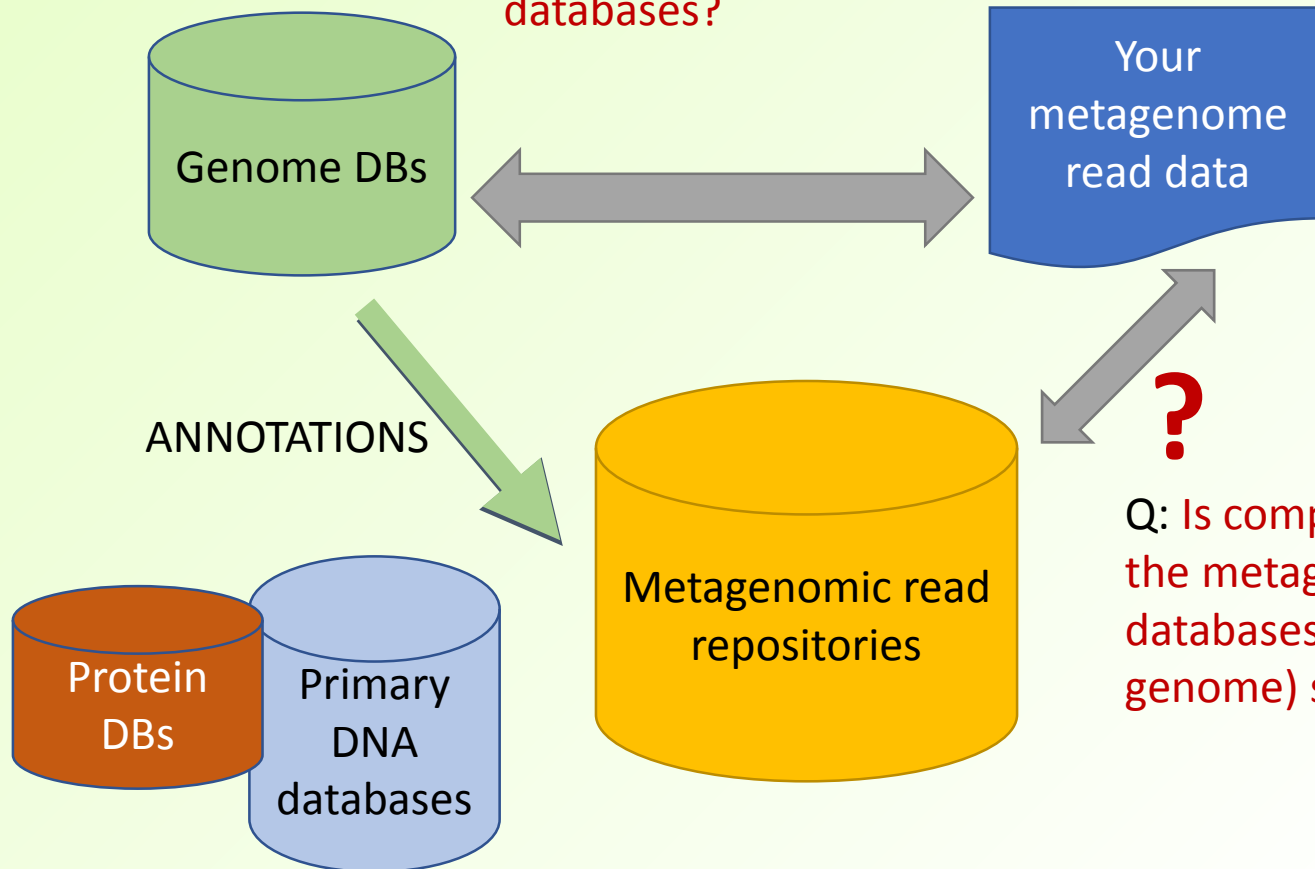 databases?
Your
metagenome
read data
Genome DBs
ANNOTATIONS
?
Q: Is comp
the metag
databases
genome) s
Metagenomic read
repositories
Protein
DBs
Primary
DNA
databases